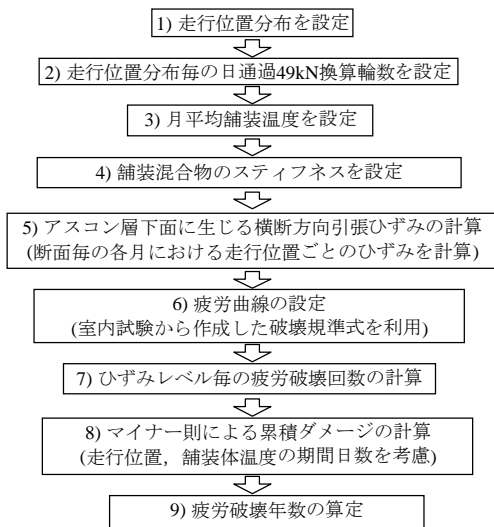 1) 走行位置分布を設定
2) 走行位置分布毎の日通過49kN換算輪数を設定
3) 月平均舗装温度を設定
4) 舗装混合物のスティフネスを設定
5) アスコン層下面に生じる横断方向引張ひずみの計算
(断面毎の各月における走行位置ごとのひずみを計算)
6) 疲労曲線の設定
(室内試験から作成した破壊規準式を利用)
7) ひずみレベル毎の疲労破壊回数の計算
8) マイナー則による累積ダメージの計算
(走行位置，舗装体温度の期間日数を考慮)
9) 疲労破壊年数の算定